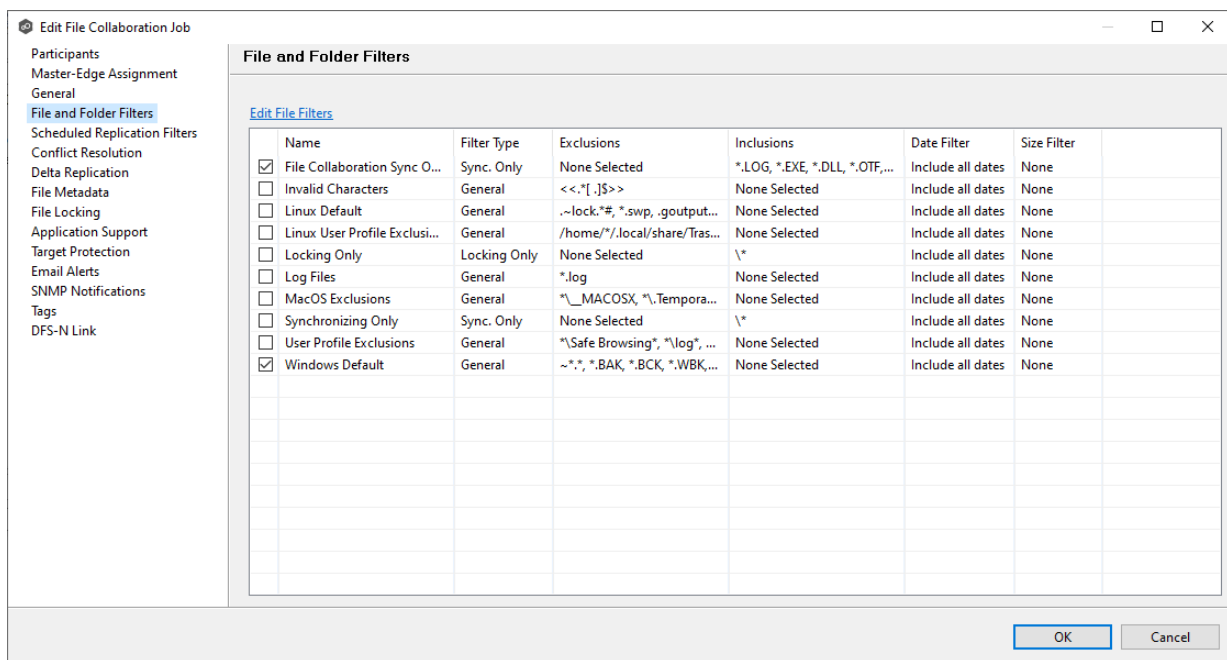 Edit File Collaboration Job
Participants
Master-Edge Assignment
General
File and Folder Filters
Scheduled Replication Filters
Conflict Resolution
Delta Replication
File Metadata
File Locking
Application Support
Target Protection
Email Alerts
SNMP Notifications
Tags
DFS-N Link
File and Folder Filters
Edit File Filters
Name Filter Type Exclusions Inclusions Date Filter Size Filter
File Collaboration Sync O... Sync. Only None Selected *.LOG, *.EXE, *.DLL, *.OTF,... Include all dates None
Invalid Characters General <<.*[ .]$>> None Selected Include all dates None
Linux Default General .~lock.*#, *.swp, .goutput... None Selected Include all dates None
Linux User Profile Exclusi... General /home/*/.local/share/Tras... None Selected Include all dates None
Locking Only Locking Only None Selected \* Include all dates None
Log Files General *.log None Selected Include all dates None
MacOS Exclusions General *\__MACOSX, *\.Tempora... None Selected Include all dates None
Synchronizing Only Sync. Only None Selected \* Include all dates None
User Profile Exclusions General *\Safe Browsing*, *\log*, ... None Selected Include all dates None
Windows Default General ~*.*, *.BAK, *.BCK, *.WBK,... None Selected Include all dates None
OK Cancel